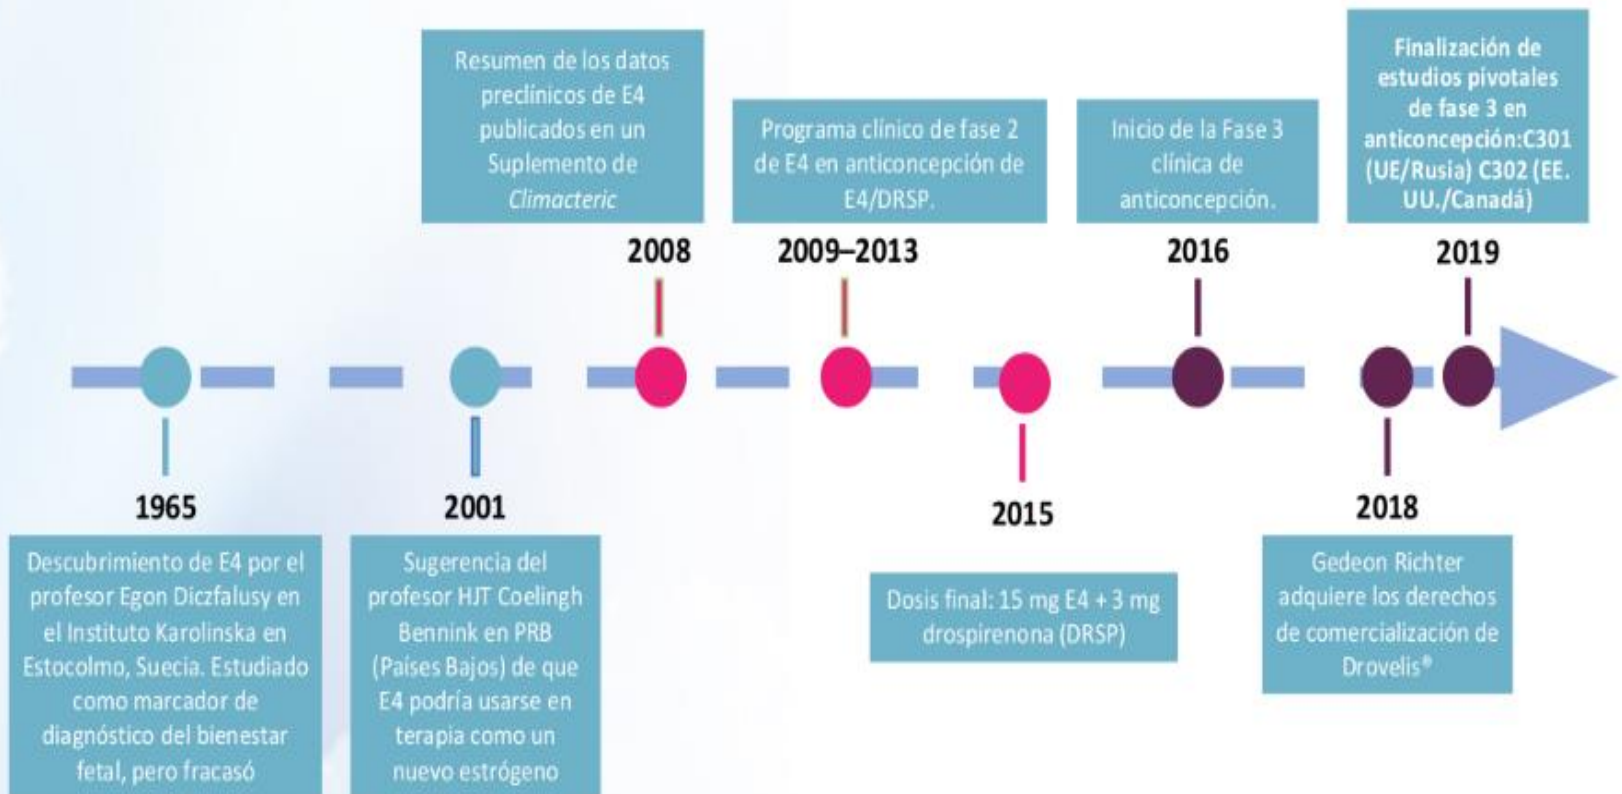 Resumen de los datos
preclínicos de E4
publicados en un
Suplemento de
Climacteric
2008
Programa clínico de fase 2
de E4 en anticoncepción de
E4/DRSP.
2009–2013
Inicio de la Fase 3
clínica de
anticoncepción.
2016
Finalización de
estudios pivotales
de fase 3 en
anticoncepción:C301
(UE/Rusia) C302 (EE.
UU./Canadá)
2019
1965
Descubrimiento de E4 por el
profesor Egon Diczfalusy en
el Instituto Karolinska en
Estocolmo, Suecia. Estudiado
como marcador de
diagnóstico del bienestar
fetal, pero fracasó
2001
Sugerencia del
profesor HJT Coelingh
Bennink en PRB
(Países Bajos) de que
E4 podría usarse en
terapia como un
nuevo estrógeno
2015
Dosis final: 15 mg E4 + 3 mg
drospirenona (DRSP)
2018
Gedeon Richter
adquiere los derechos
de comercialización de
Drovelis®